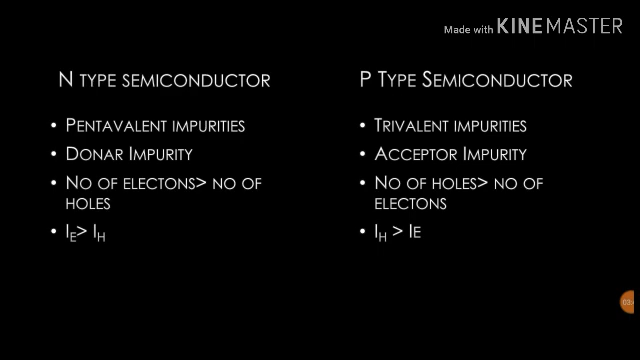 Made with KINEMASTER
N TYPE SEMICONDUCTOR
• PENTAVALENT IMPURITIES
• DONAR IMPURITY
• NO OF ELECTONS> NO OF
HOLES
• IE> IH
P TYPE SEMICONDUCTOR
• TRIVALENT IMPURITIES
• ACCEPTOR IMPURITY
• NO OF HOLES> NO OF
ELECTONS
• IH > IE